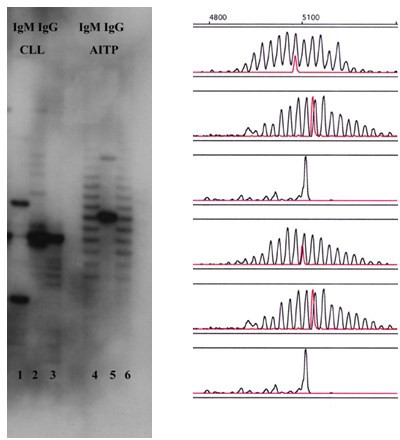 IgM IgG IgM IgG
CLL AITP
1 2 3 4 5 6
4800 5100